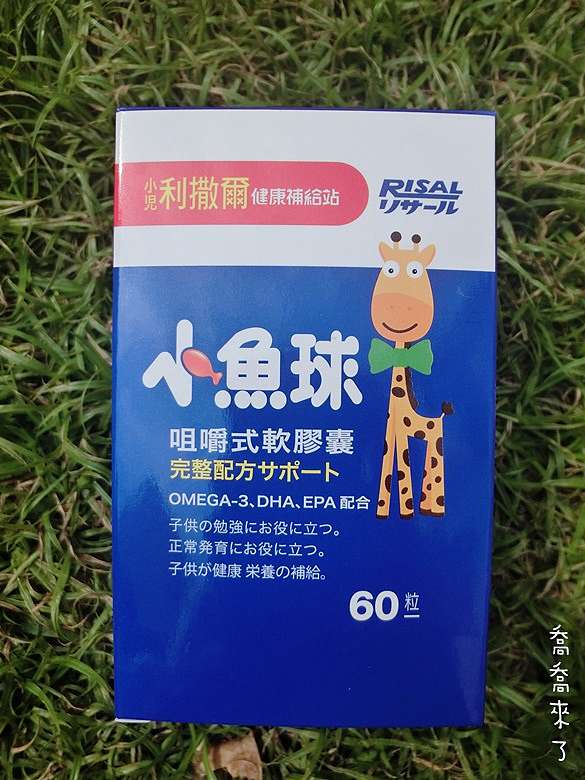 小児利撒爾健康補給站
RISAL
リサール
小魚球
咀嚼式軟膠囊
完整配方サポート
OMEGA-3、DHA、EPA 配合
子供の勉強にお役に立つ。
正常発育にお役に立つ。
子供が健康 栄養の補給。
60粒
喬喬來了